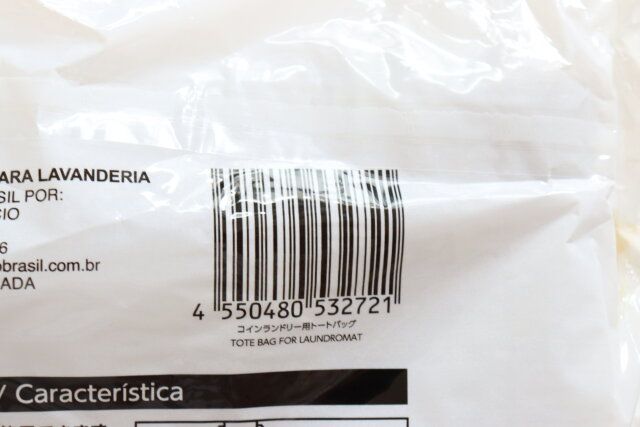 ARA LAVANDERIA
SIL POR:
CIO
6
obrasil.com.br
ADA
4 550480 532721
コインランドリー用トートバッグ
TOTE BAG FOR LAUNDROMAT
/ Característica